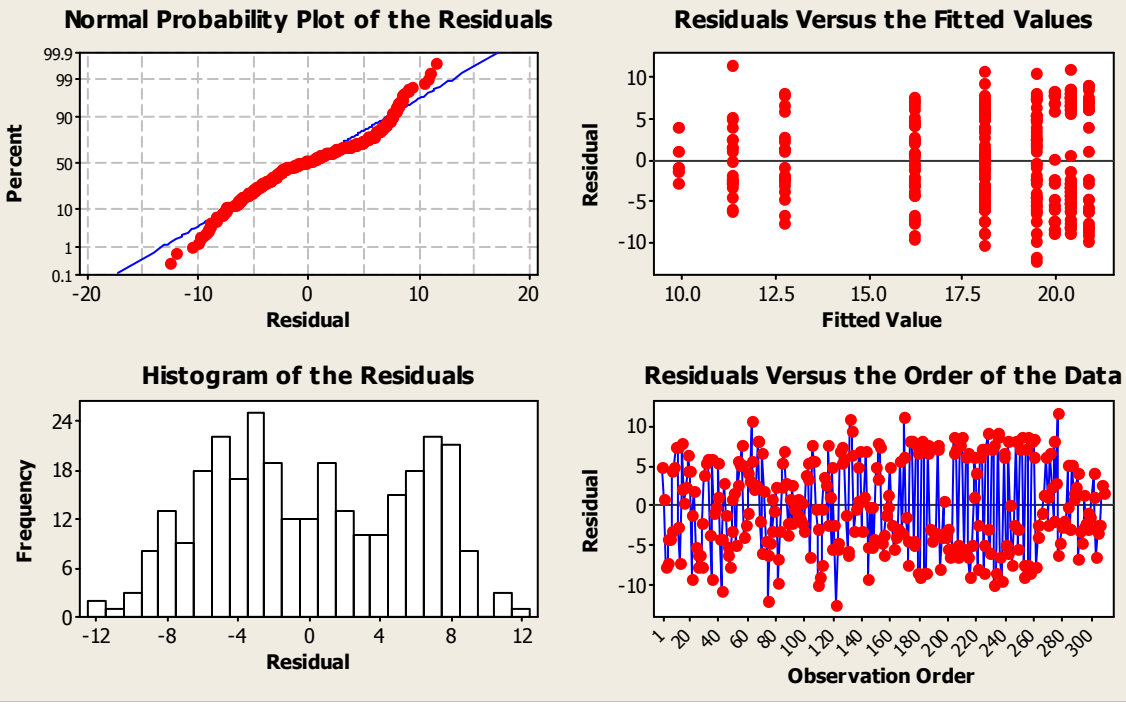 Normal Probability Plot of the Residuals
99.9
99
90
50
10
1
0.1
Percent
-20 -10 0 10 20
Residual
Residuals Versus the Fitted Values
10
5
0
-5
-10
Residual
10.0 12.5 15.0 17.5 20.0
Fitted Value
Histogram of the Residuals
24
18
12
6
0
Frequency
-12 -8 -4 0 4 8 12
Residual
Residuals Versus the Order of the Data
10
5
0
-5
-10
Residual
1 20 40 60 80 100 120 140 160 180 200 220 240 260 280 300
Observation Order